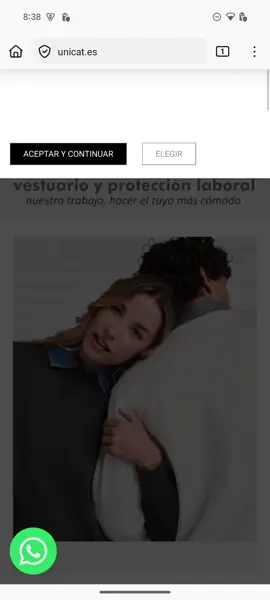 8:38
unicat.es
1
ACEPTAR Y CONTINUAR
ELEGIR
vestuario y protección laboral
nuestro trabajo, hacer el tuyo más cómodo